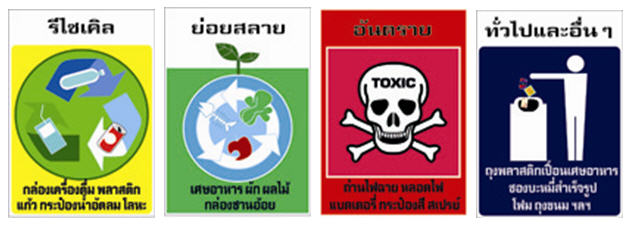 รีไซเคิล
กล่องเครื่องดื่ม พลาสติก
แก้ว กระป๋องน้ำอัดลม โลหะ
ย่อยสลาย
เศษอาหาร ผัก ผลไม้
กล่องชานอ้อย
อันตราย
TOXIC
ถ่านไฟฉาย หลอดไฟ
แบตเตอรี่ กระป๋องสี สเปรย์
ทั่วไปและอื่น ๆ
ถุงพลาสติกเปื้อนเศษอาหาร
ซองบะหมี่สำเร็จรูป
โฟม ถุงขนม ฯลฯ